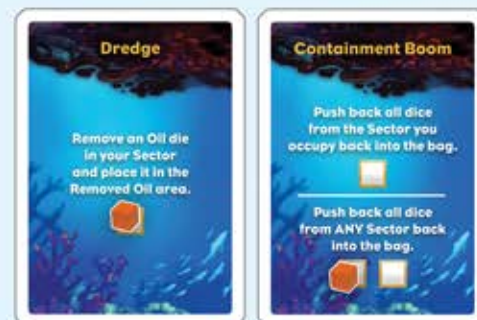 Dredge
Remove an Oil die
in your Sector
and place it in the
Removed Oil area.
Containment Boom
Push back all dice
from the Sector you
occupy back into the bag.
Push back all dice
from ANY Sector back
into the bag.